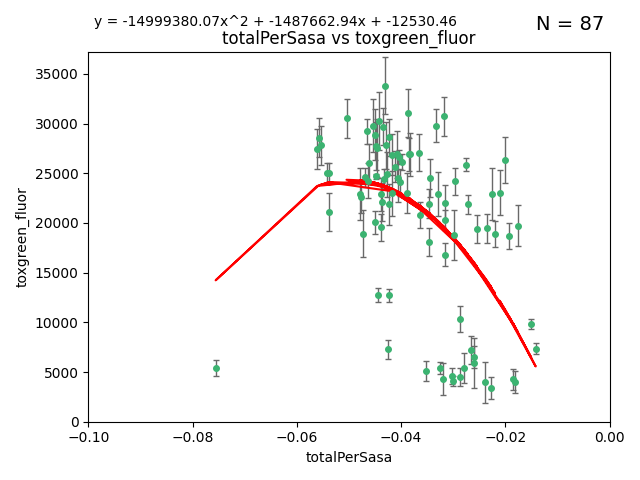 y = -14999380.07x^2 + -1487662.94x + -12530.46
N = 87
totalPerSasa vs toxgreen_fluor
toxgreen_fluor
35000
30000
25000
20000
15000
10000
5000
0
−0.10
−0.08
−0.06
−0.04
−0.02
0.00
totalPerSasa